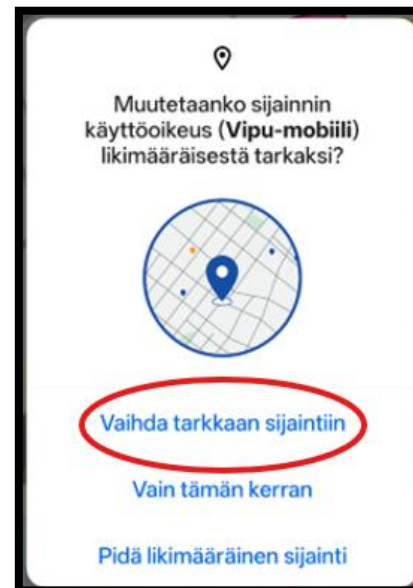 Muutetaanko sijainnin
käyttöoikeus (Vipu-mobiili)
likimääräisestä tarkaksi?
Vaihda tarkkaan sijaintiin
Vain tämän kerran
Pidä likimääräinen sijainti